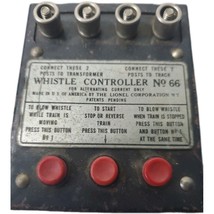 CONNECT THESE 2 CONNECT THESE 2
POSTS TO TRANSFORMER POSTS TO TRACK
WHISTLE CONTROLLER Nº 66
FOR ALTERNATING CURRENT ONLY
MADE IN U.S. OF AMERICA BY THE LIONEL CORPORATION N.Y.
PATENTS PENDING
TO BLOW WHISTLE TO START TO BLOW WHISTLE
WHILE TRAIN IS STOP OR REVERSE WHEN TRAIN IS STOPPED
MOVING TRAIN PRESS THIS BUTTON
PRESS THIS BUTTON PRESS THIS BUTTON AND BUTTON Nº
Nº 1 AT THE SAME TIME